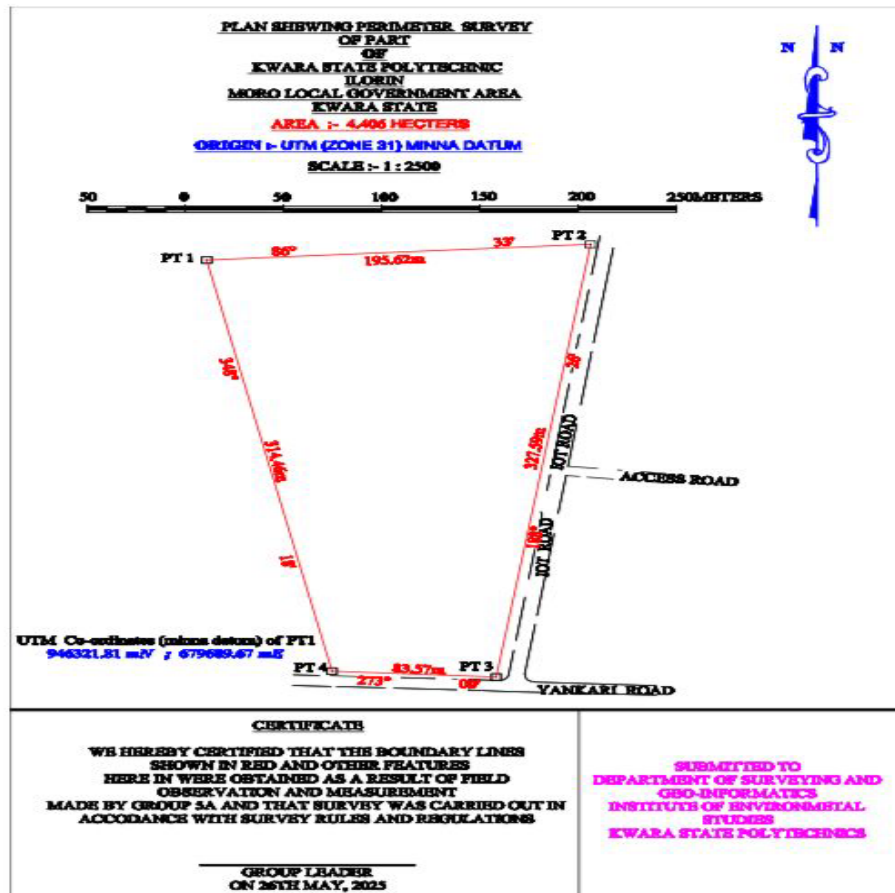 PLAN SHEWING PERIMETER SURVEY
OF PART
OF
KWARA STATE POLYTECHNIC
ILORIN
MORO LOCAL GOVERNMENT AREA
KWARA STATE
AREA :- 4.406 HECTERS
ORIGIN :- UTM (ZONE 31) MINNA DATUM
SCALE :- 1 : 2500
N N
50 0 50 100 150 200 250METERS
PT 1
86°
195.62m
33'
PT 2
348°
314.46m
18'
26'
327.59m
IOT ROAD
ACCESS ROAD
IOT ROAD
UTM Co-ordinates (minna datum) of PT1
946321.81 mN ; 679689.67 mE
PT 4
83.57m
PT 3
273°
00'
YANKARI ROAD
CERTIFICATE
WE HEREBY CERTIFIED THAT THE BOUNDARY LINES
SHOWN IN RED AND OTHER FEATURES
HERE IN WERE OBTAINED AS A RESULT OF FIELD
OBSERVATION AND MEASUREMENT
MADE BY GROUP 5A AND THAT SURVEY WAS CARRIED OUT IN
ACCODANCE WITH SURVEY RULES AND REGULATIONS
GROUP LEADER
ON 26TH MAY, 2025
SUBMITTED TO
DEPARTMENT OF SURVEYING AND
GEO-INFORMATICS
INSTITUTE OF ENVIRONMETAL
STUDIES
KWARA STATE POLYTECHNICS